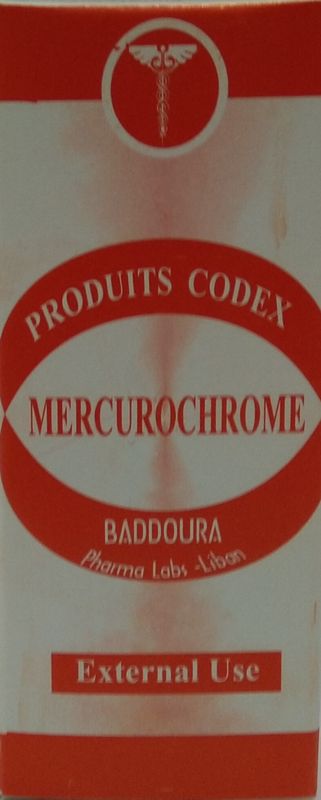 PRODUITS CODEX
MERCUROCHROME
BADDOURA
Pharma Labs -Liban
External Use